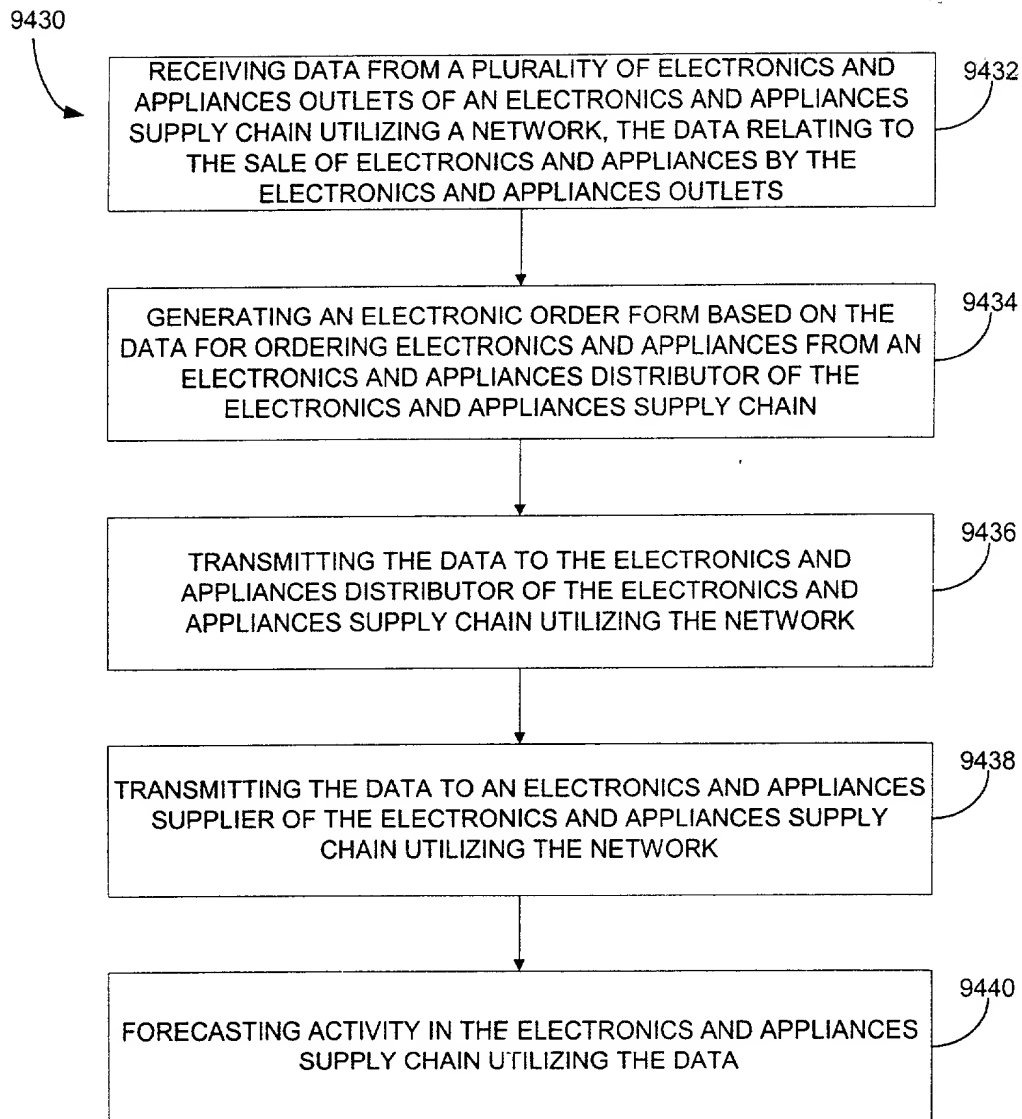 9430
RECEIVING DATA FROM A PLURALITY OF ELECTRONICS AND
APPLIANCES OUTLETS OF AN ELECTRONICS AND APPLIANCES
SUPPLY CHAIN UTILIZING A NETWORK, THE DATA RELATING TO
THE SALE OF ELECTRONICS AND APPLIANCES BY THE
ELECTRONICS AND APPLIANCES OUTLETS
9432
GENERATING AN ELECTRONIC ORDER FORM BASED ON THE
DATA FOR ORDERING ELECTRONICS AND APPLIANCES FROM AN
ELECTRONICS AND APPLIANCES DISTRIBUTOR OF THE
ELECTRONICS AND APPLIANCES SUPPLY CHAIN
9434
TRANSMITTING THE DATA TO THE ELECTRONICS AND
APPLIANCES DISTRIBUTOR OF THE ELECTRONICS AND
APPLIANCES SUPPLY CHAIN UTILIZING THE NETWORK
9436
TRANSMITTING THE DATA TO AN ELECTRONICS AND APPLIANCES
SUPPLIER OF THE ELECTRONICS AND APPLIANCES SUPPLY
CHAIN UTILIZING THE NETWORK
9438
FORECASTING ACTIVITY IN THE ELECTRONICS AND APPLIANCES
SUPPLY CHAIN UTILIZING THE DATA
9440